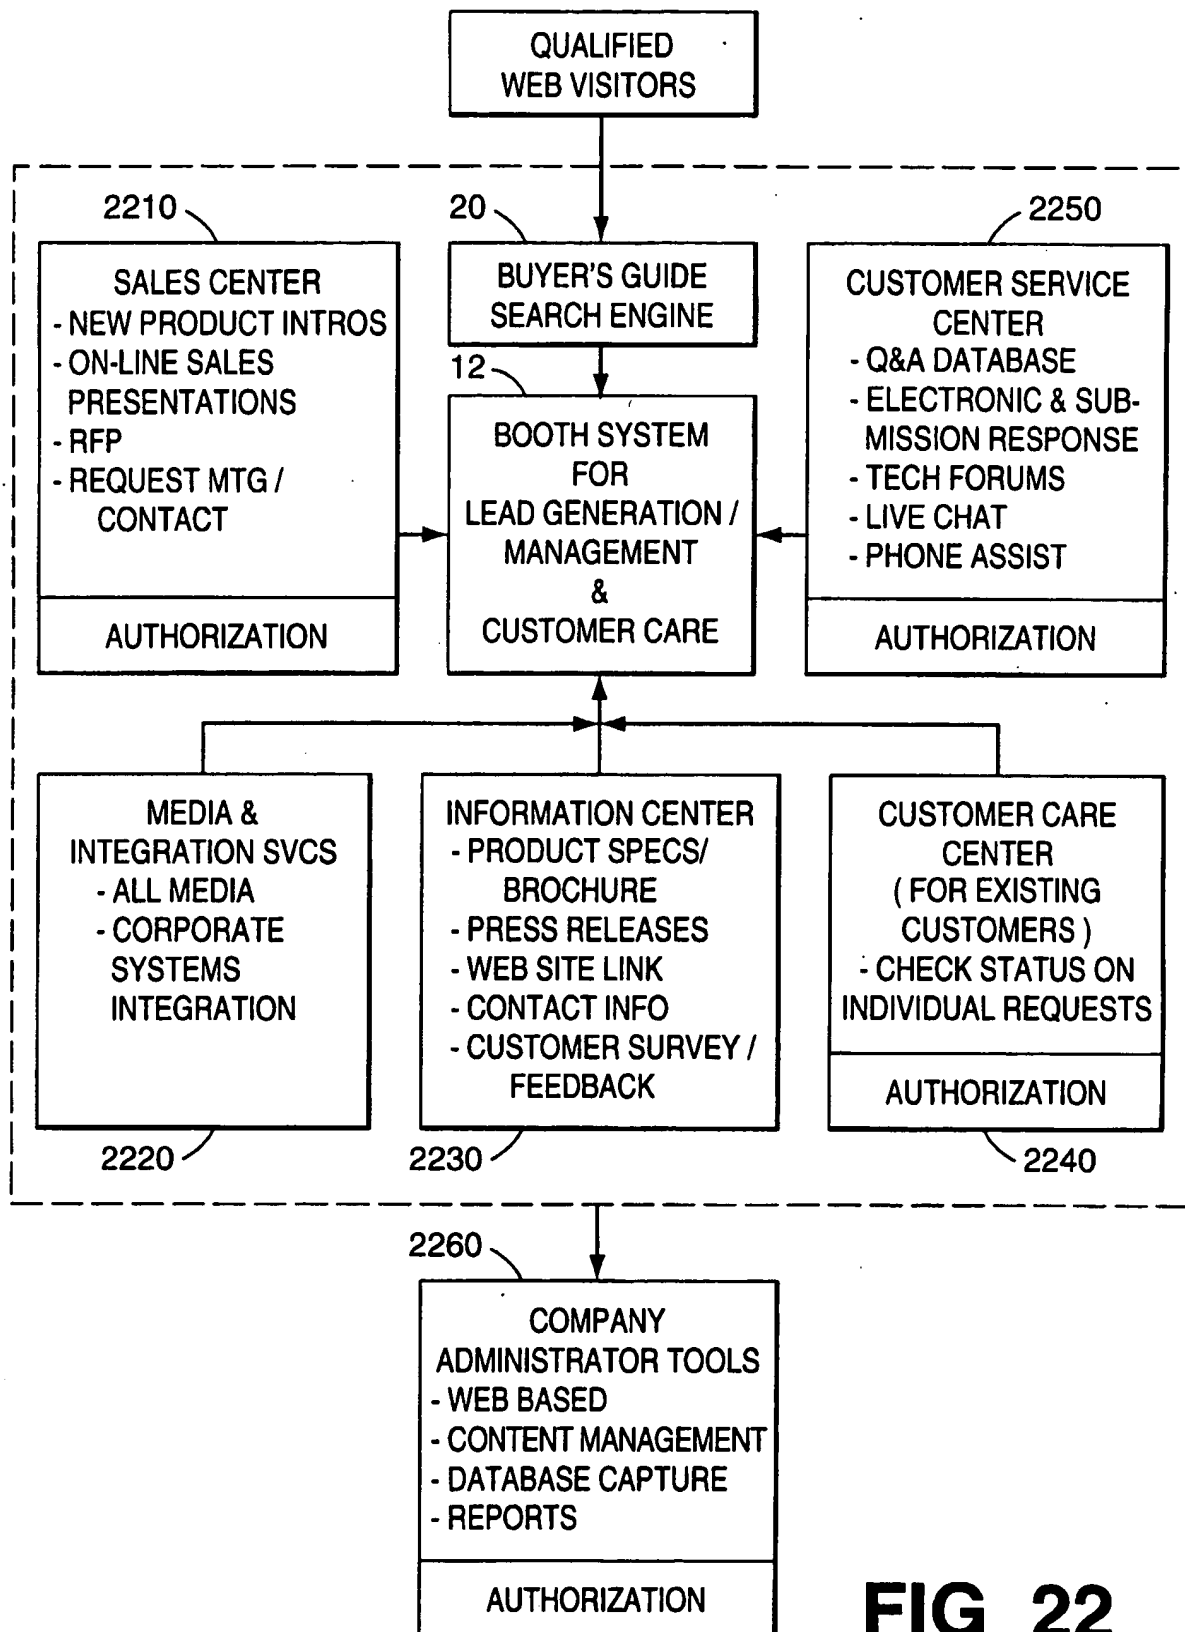 QUALIFIED
WEB VISITORS
2210
SALES CENTER
- NEW PRODUCT INTROS
- ON-LINE SALES
PRESENTATIONS
- RFP
- REQUEST MTG /
CONTACT
AUTHORIZATION
20
BUYER'S GUIDE
SEARCH ENGINE
12
BOOTH SYSTEM
FOR
LEAD GENERATION /
MANAGEMENT
&
CUSTOMER CARE
2250
CUSTOMER SERVICE
CENTER
- Q&A DATABASE
- ELECTRONIC & SUB-
MISSION RESPONSE
- TECH FORUMS
- LIVE CHAT
- PHONE ASSIST
AUTHORIZATION
MEDIA &
INTEGRATION SVCS
- ALL MEDIA
- CORPORATE
SYSTEMS
INTEGRATION
2220
INFORMATION CENTER
- PRODUCT SPECS/
BROCHURE
- PRESS RELEASES
- WEB SITE LINK
- CONTACT INFO
- CUSTOMER SURVEY /
FEEDBACK
2230
CUSTOMER CARE
CENTER
( FOR EXISTING
CUSTOMERS )
- CHECK STATUS ON
INDIVIDUAL REQUESTS
AUTHORIZATION
2240
2260
COMPANY
ADMINISTRATOR TOOLS
- WEB BASED
- CONTENT MANAGEMENT
- DATABASE CAPTURE
- REPORTS
AUTHORIZATION
FIG_22